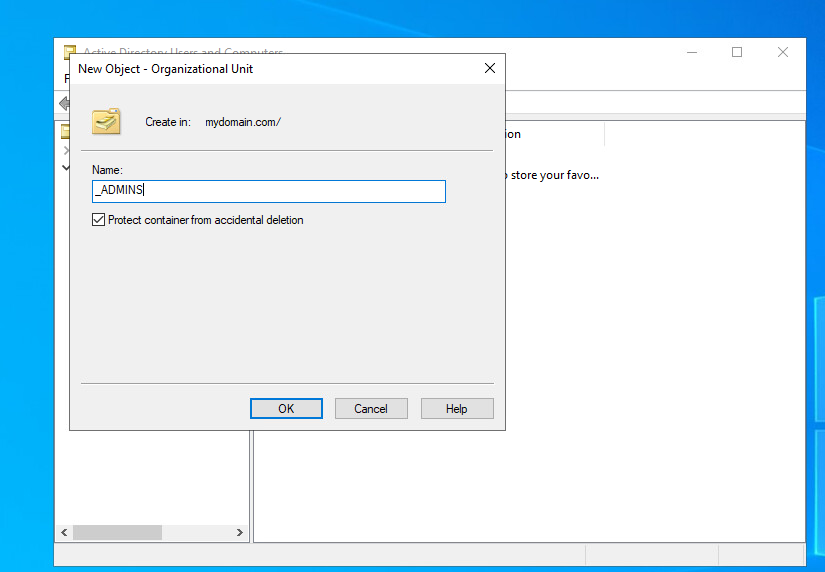 Active Directory Users and Computers
New Object - Organizational Unit
F
Create in: mydomain.com/
ion
Name:
_ADMINS
store your favo...
Protect container from accidental deletion
OK Cancel Help